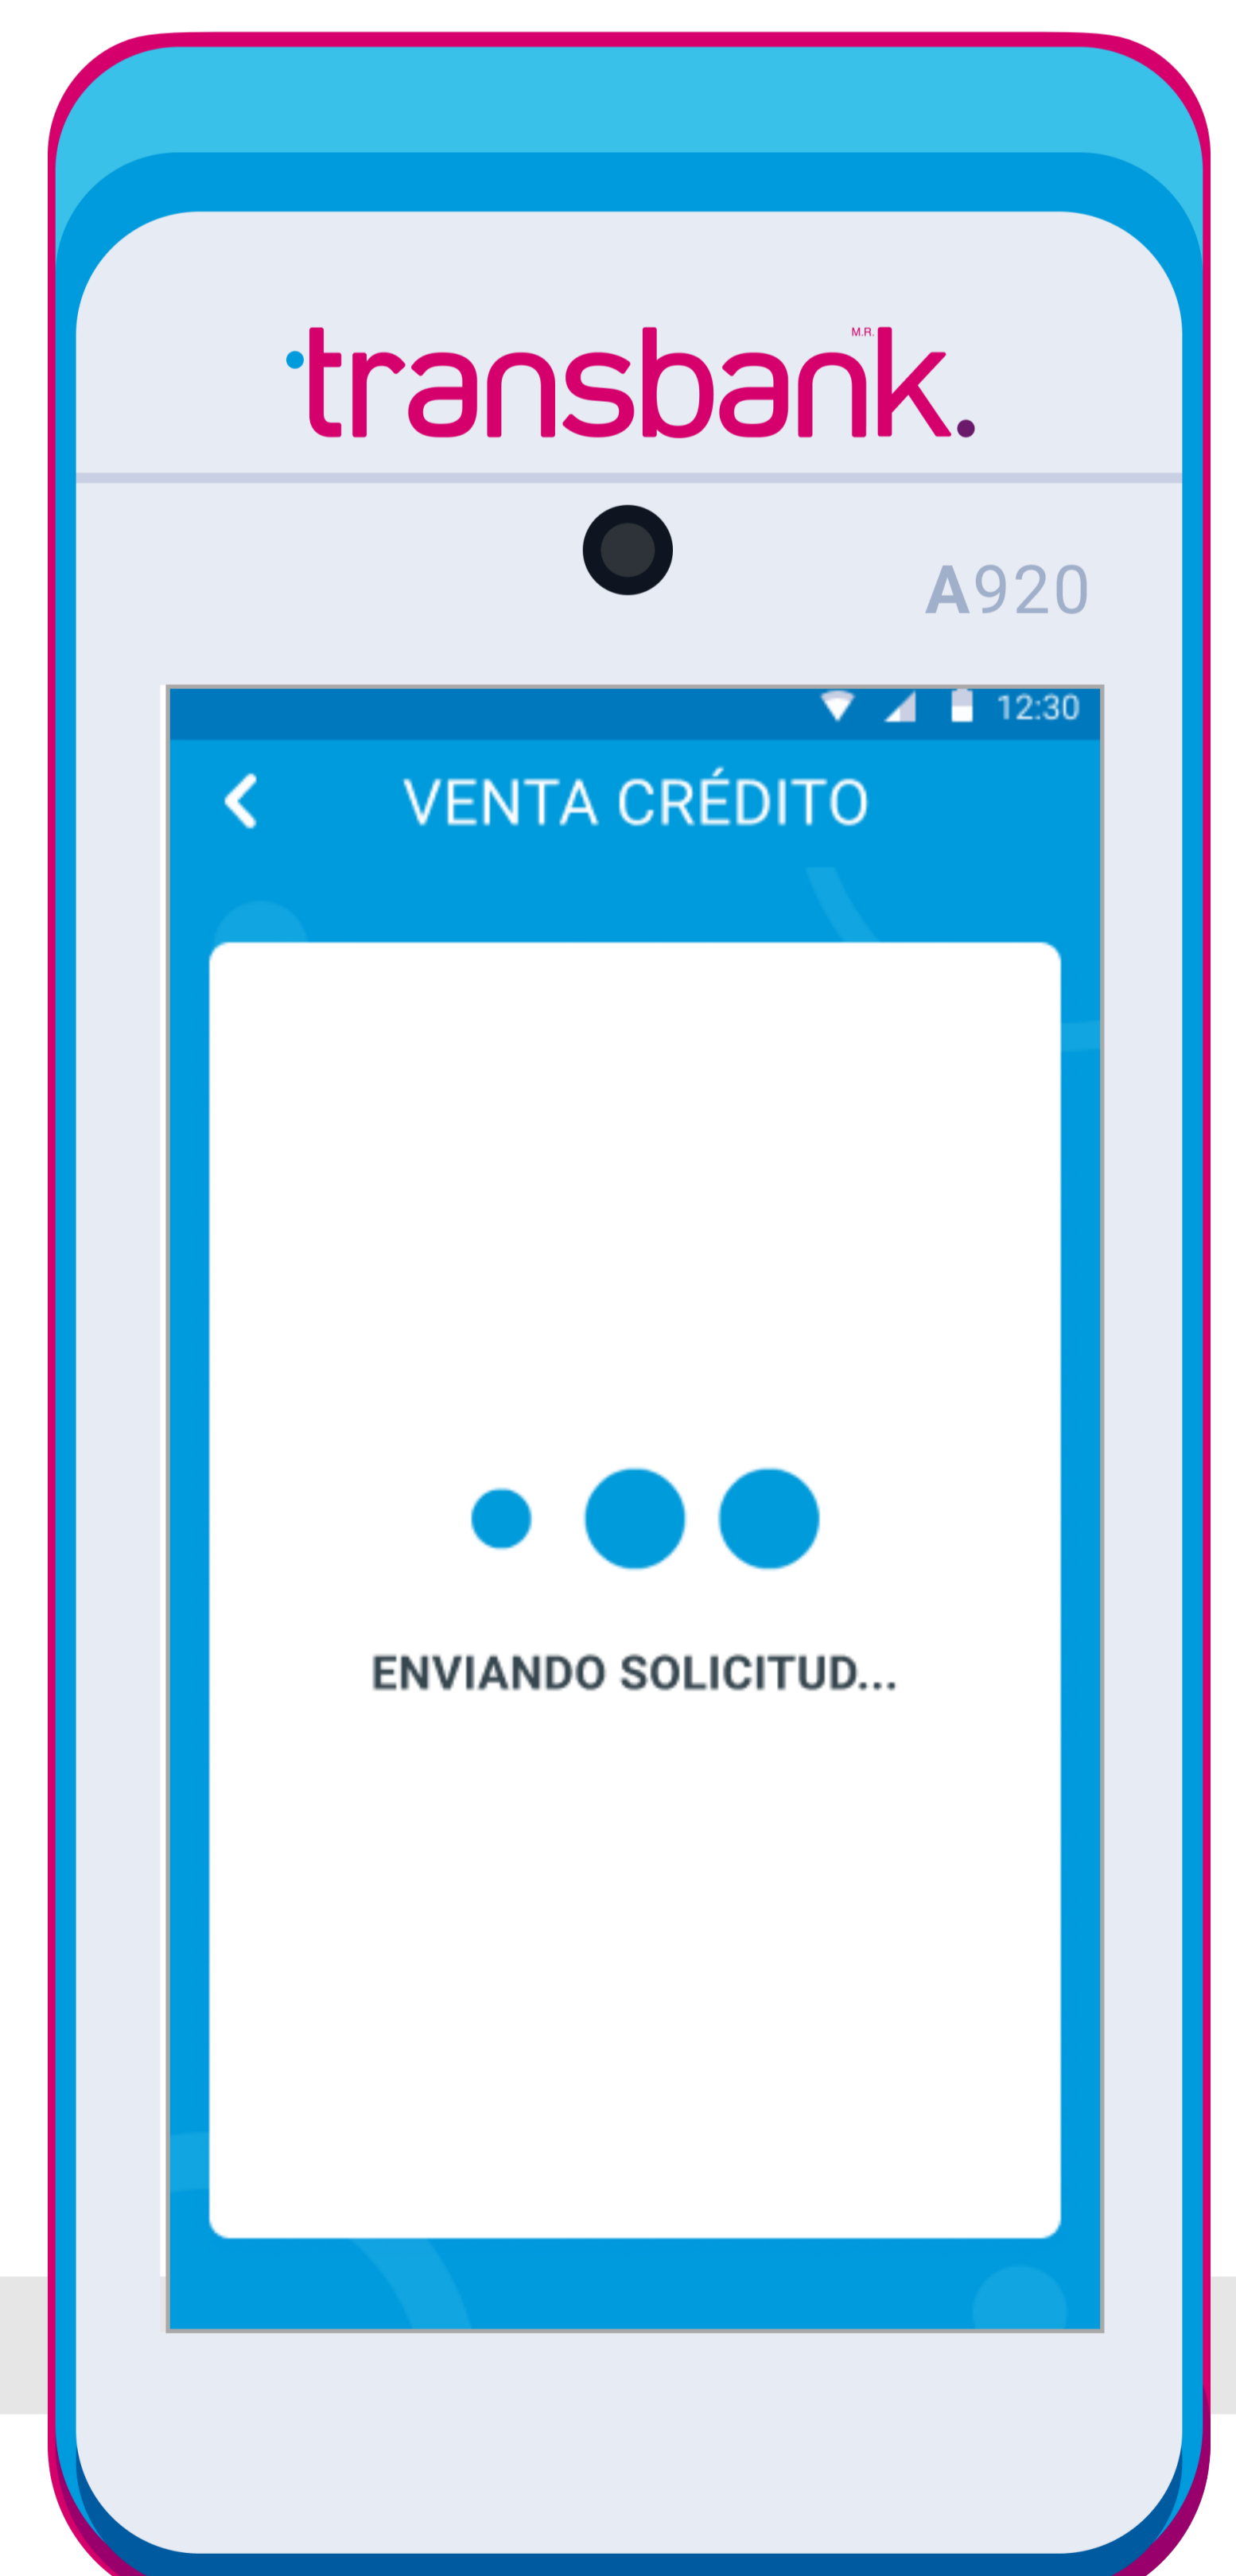 transbank.
M.R.
A920
12:30
VENTA CRÉDITO
ENVIANDO SOLICITUD...